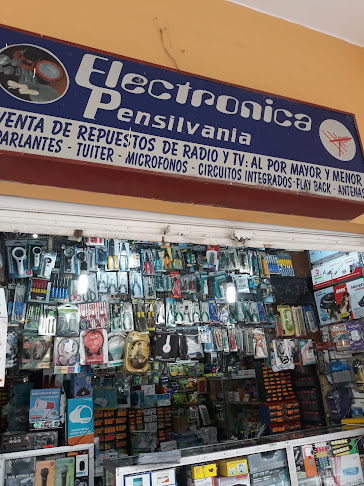 Electronica
Pensilvania
VENTA DE REPUESTOS DE RADIO Y TV: AL POR MAYOR Y MENOR
PARLANTES - TUITER - MICROFONOS - CIRCUITOS INTEGRADOS - FLAY BACK - ANTENAS